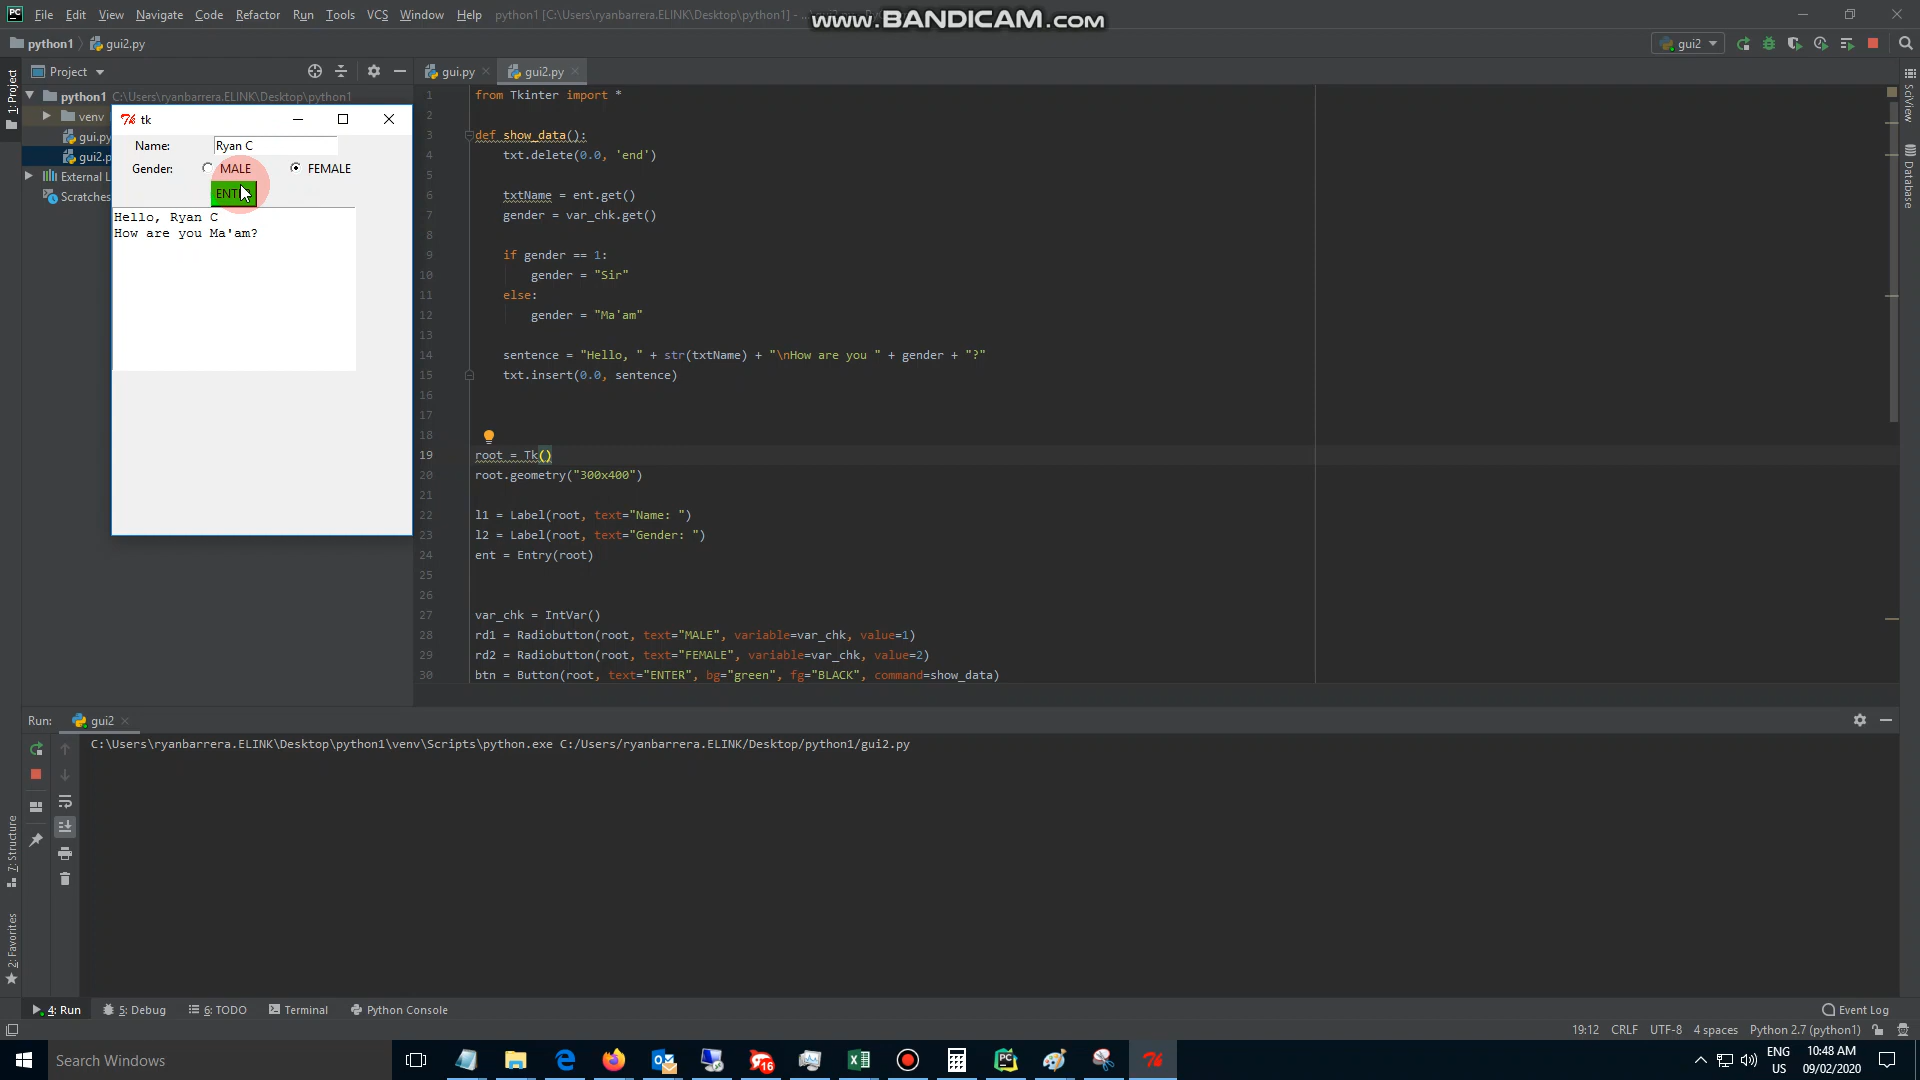 PC File Edit View Navigate Code Refactor Run Tools VCS Window Help python1 [C:\Users\ryanbarrera.ELINK\Desktop\python1] -
www.BANDICAM.com
python1 gui2.py
gui2
Project
gui.py gui2.py
1: Project
python1 C:\Users\ryanbarrera.ELINK\Desktop\python1
venv
gui.py
gui2.p
External L
Scratches
tk
Name: Ryan C
Gender: MALE FEMALE
Hello, Ryan C
How are you Ma'am?
1 from Tkinter import *
2
3 def show_data():
4 txt.delete(0.0, 'end')
5
6 txtName = ent.get()
7 gender = var_chk.get()
8
9 if gender == 1:
10 gender = "Sir"
11 else:
12 gender = "Ma'am"
13
14 sentence = "Hello, " + str(txtName) + "\nHow are you " + gender + "?"
15 txt.insert(0.0, sentence)
16
17
18
19 root = Tk()
20 root.geometry("300x400")
21
22 l1 = Label(root, text="Name: ")
23 l2 = Label(root, text="Gender: ")
24 ent = Entry(root)
25
26
27 var_chk = IntVar()
28 rd1 = Radiobutton(root, text="MALE", variable=var_chk, value=1)
29 rd2 = Radiobutton(root, text="FEMALE", variable=var_chk, value=2)
30 btn = Button(root, text="ENTER", bg="green", fg="BLACK", command=show_data)
SciView
Database
Run: gui2
C:\Users\ryanbarrera.ELINK\Desktop\python1\venv\Scripts\python.exe C:/Users/ryanbarrera.ELINK/Desktop/python1/gui2.py
7: Structure
2: Favorites
4: Run 5: Debug 6: TODO Terminal Python Console Event Log
19:12 CRLF UTF-8 4 spaces Python 2.7 (python1)
Search Windows
16
ENG
US
10:48 AM
09/02/2020